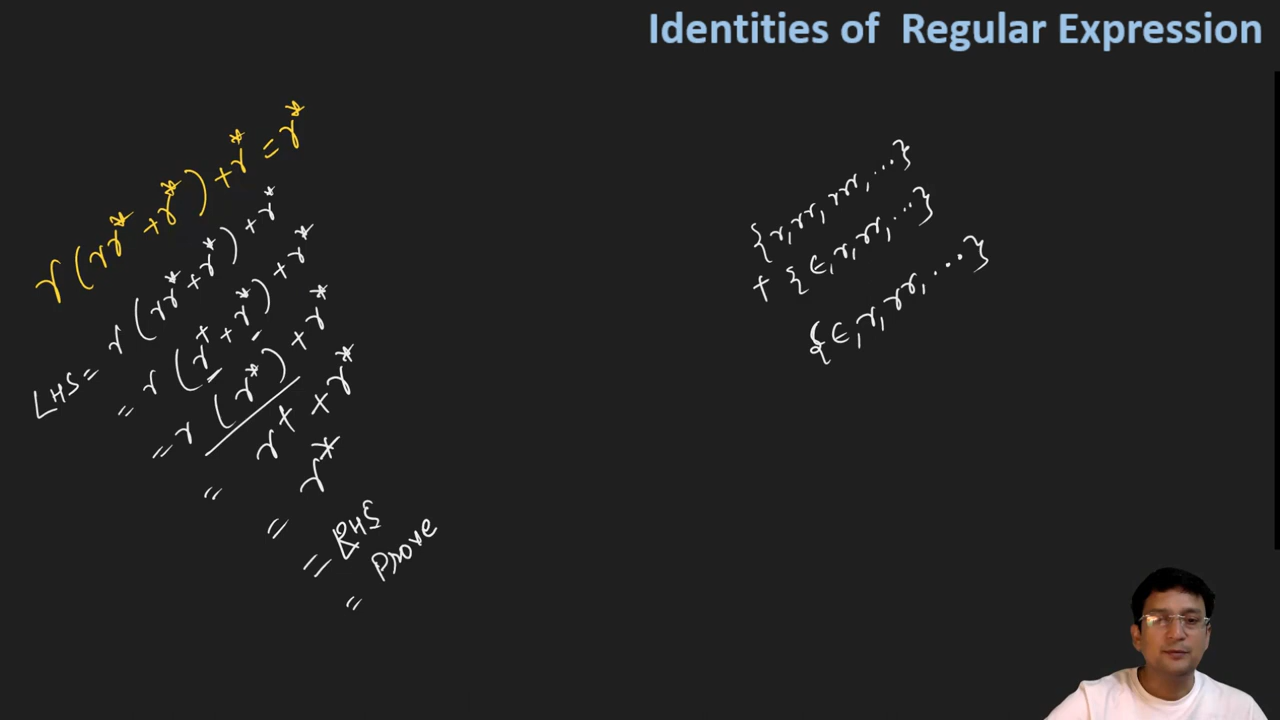 Identities of Regular Expression
r(rr* + r*) + r* = r*
LHS = r(rr* + r*) + r*
= r(r⁺ + r*) + r*
= r(r*) + r*
= r⁺ + r*
= r*
= RHS
= Prove
{r, rr, rrr, ...}
+ {ϵ, r, rr, ...}
{ϵ, r, rr, ...}